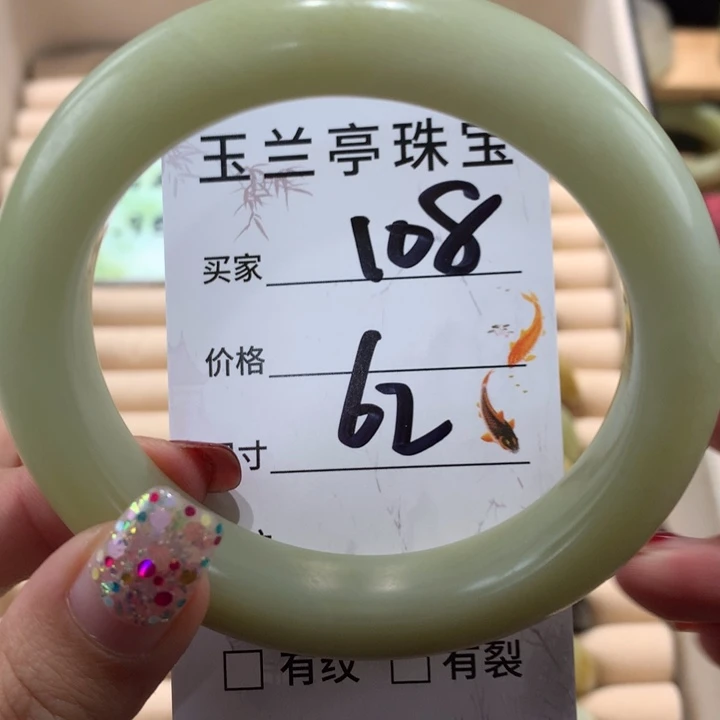 玉兰亭珠宝
买家 108
价格
62
寸
有纹 有裂